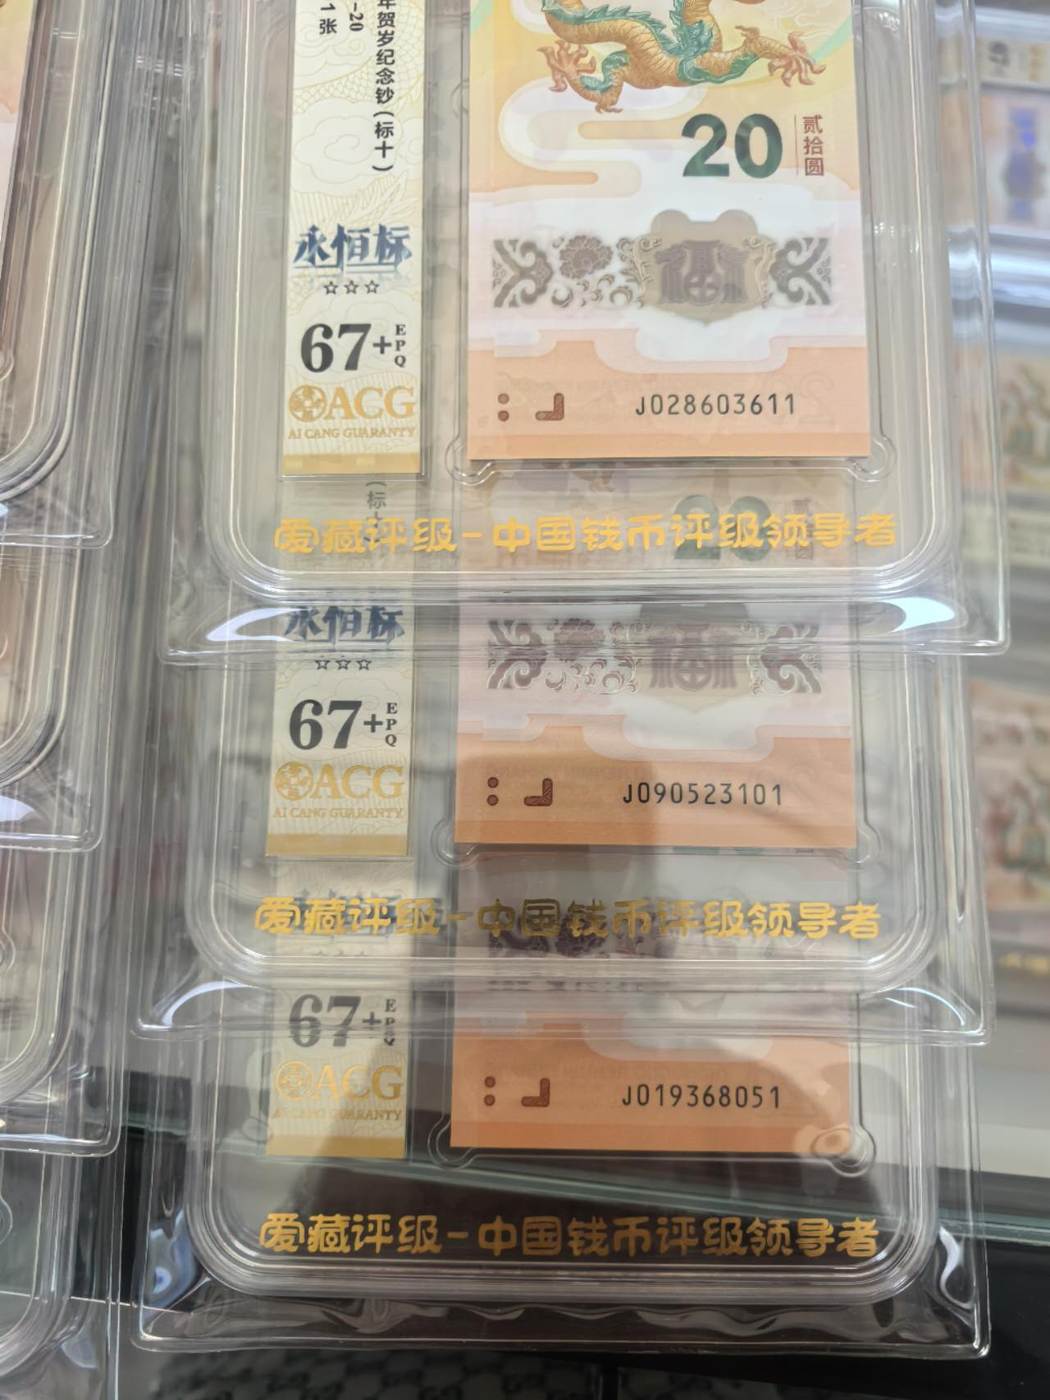 年贺岁纪念钞(标十)
-20
1张
永恒标
☆☆☆
67+
EPQ
ACG
AI CANG GUARANTY
20
贰拾圆
福
J028603611
爱藏评级-中国钱币评级领导者
(标
永恒标
☆☆☆
67+
EPQ
ACG
AI CANG GUARANTY
福
J090523101
爱藏评级-中国钱币评级领导者
67+
EPQ
ACG
AI CANG GUARANTY
J019368051
爱藏评级-中国钱币评级领导者